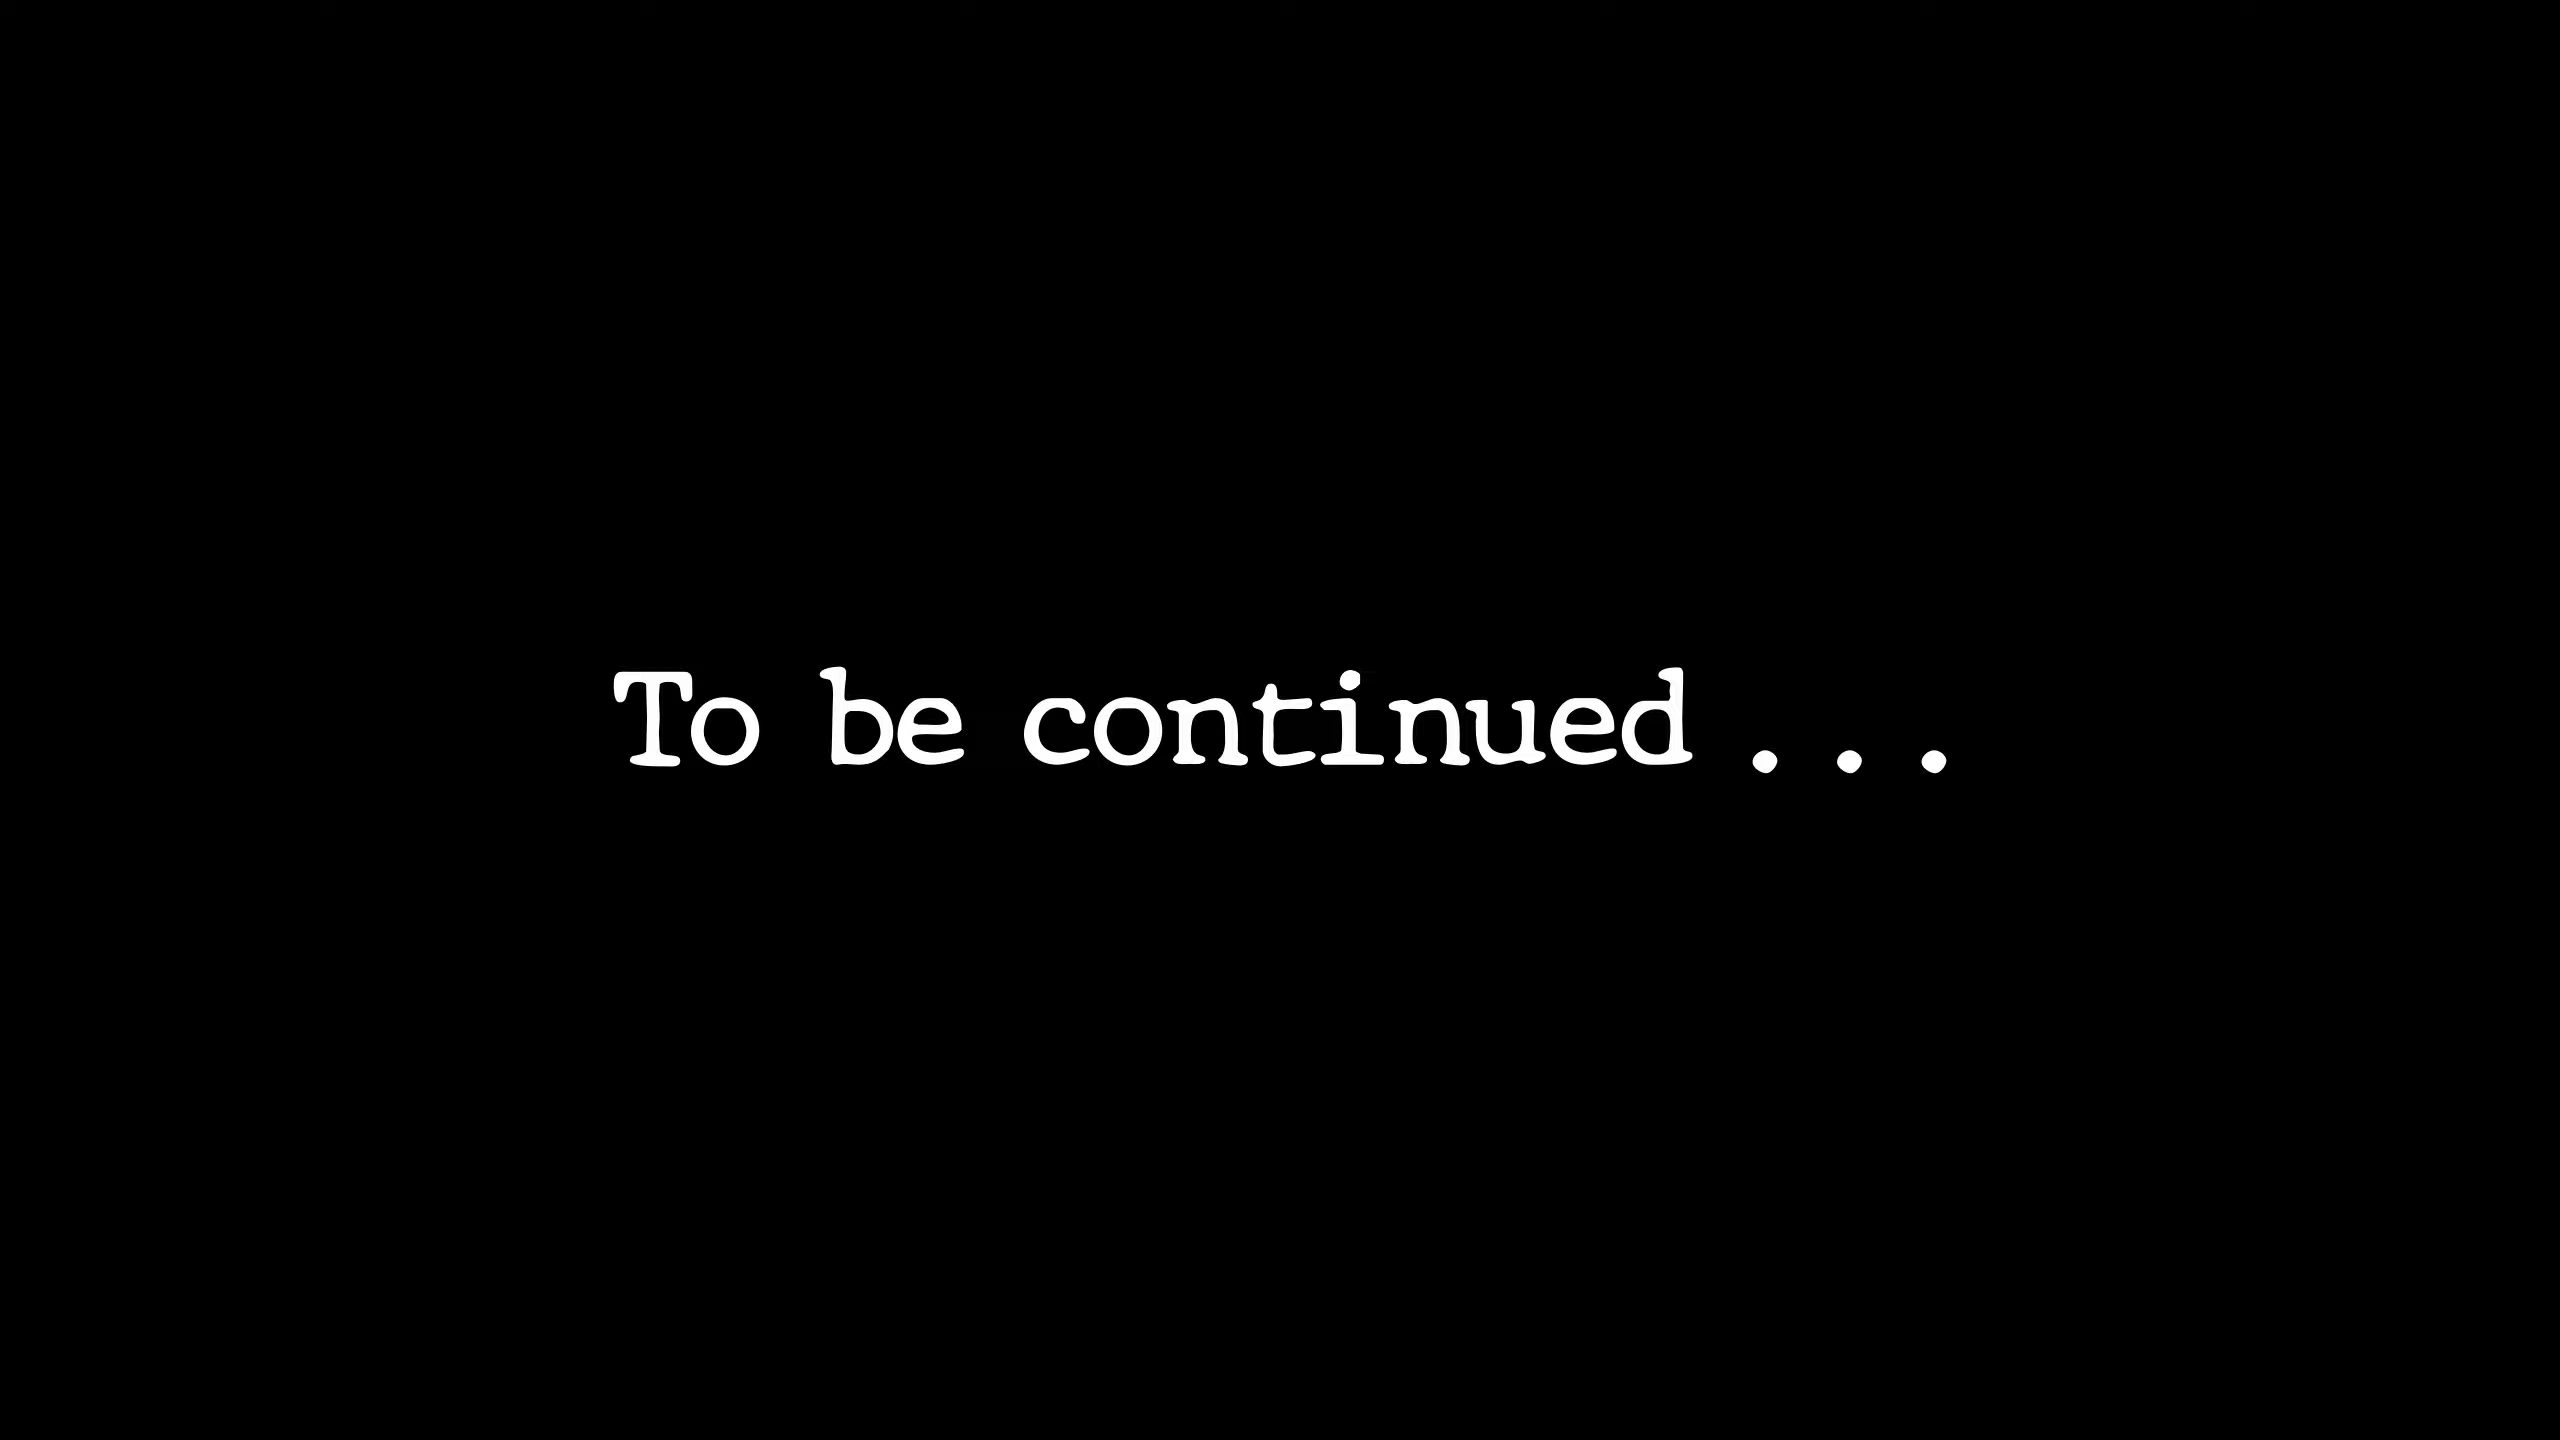 To be continued . . .